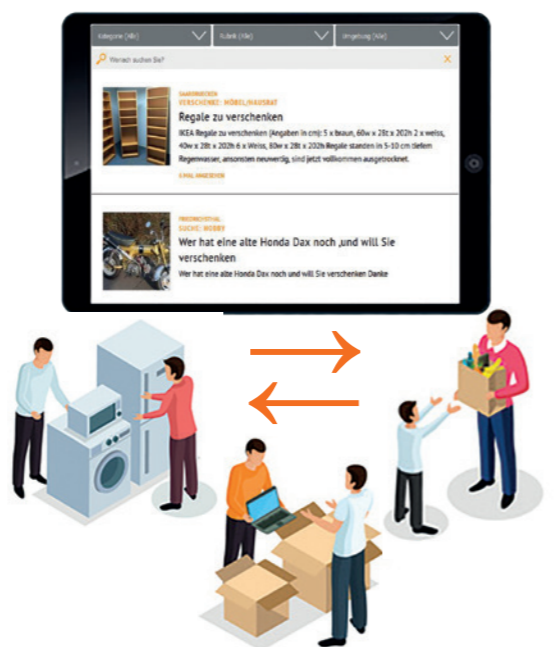 Kategorie (Alle)
Rubrik (Alle)
Umgebung (Alle)
Wonach suchen Sie?
SAARBRÜCKEN
VERSCHENKE: MÖBEL/HAUSRAT
Regale zu verschenken
IKEA Regale zu verschenken (Angaben in cm): 5 x braun, 60w x 28t x 202h 2 x weiss,
40w x 28t x 202h 6 x Weiss, 80w x 28t x 202h Regale standen in 5-10 cm tiefem
Regenwasser, ansonsten neuwertig, sind jetzt vollkommen ausgetrocknet.
E-MAIL
FRIEDRICHSTHAL
SUCHE: HOBBY
Wer hat eine alte Honda Dax noch ,und will Sie
verschenken
Wer hat eine alte Honda Dax noch und will Sie verschenken Danke